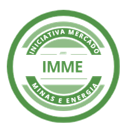 INICIATIVA MERCADO
IMME
MINAS E ENERGIA